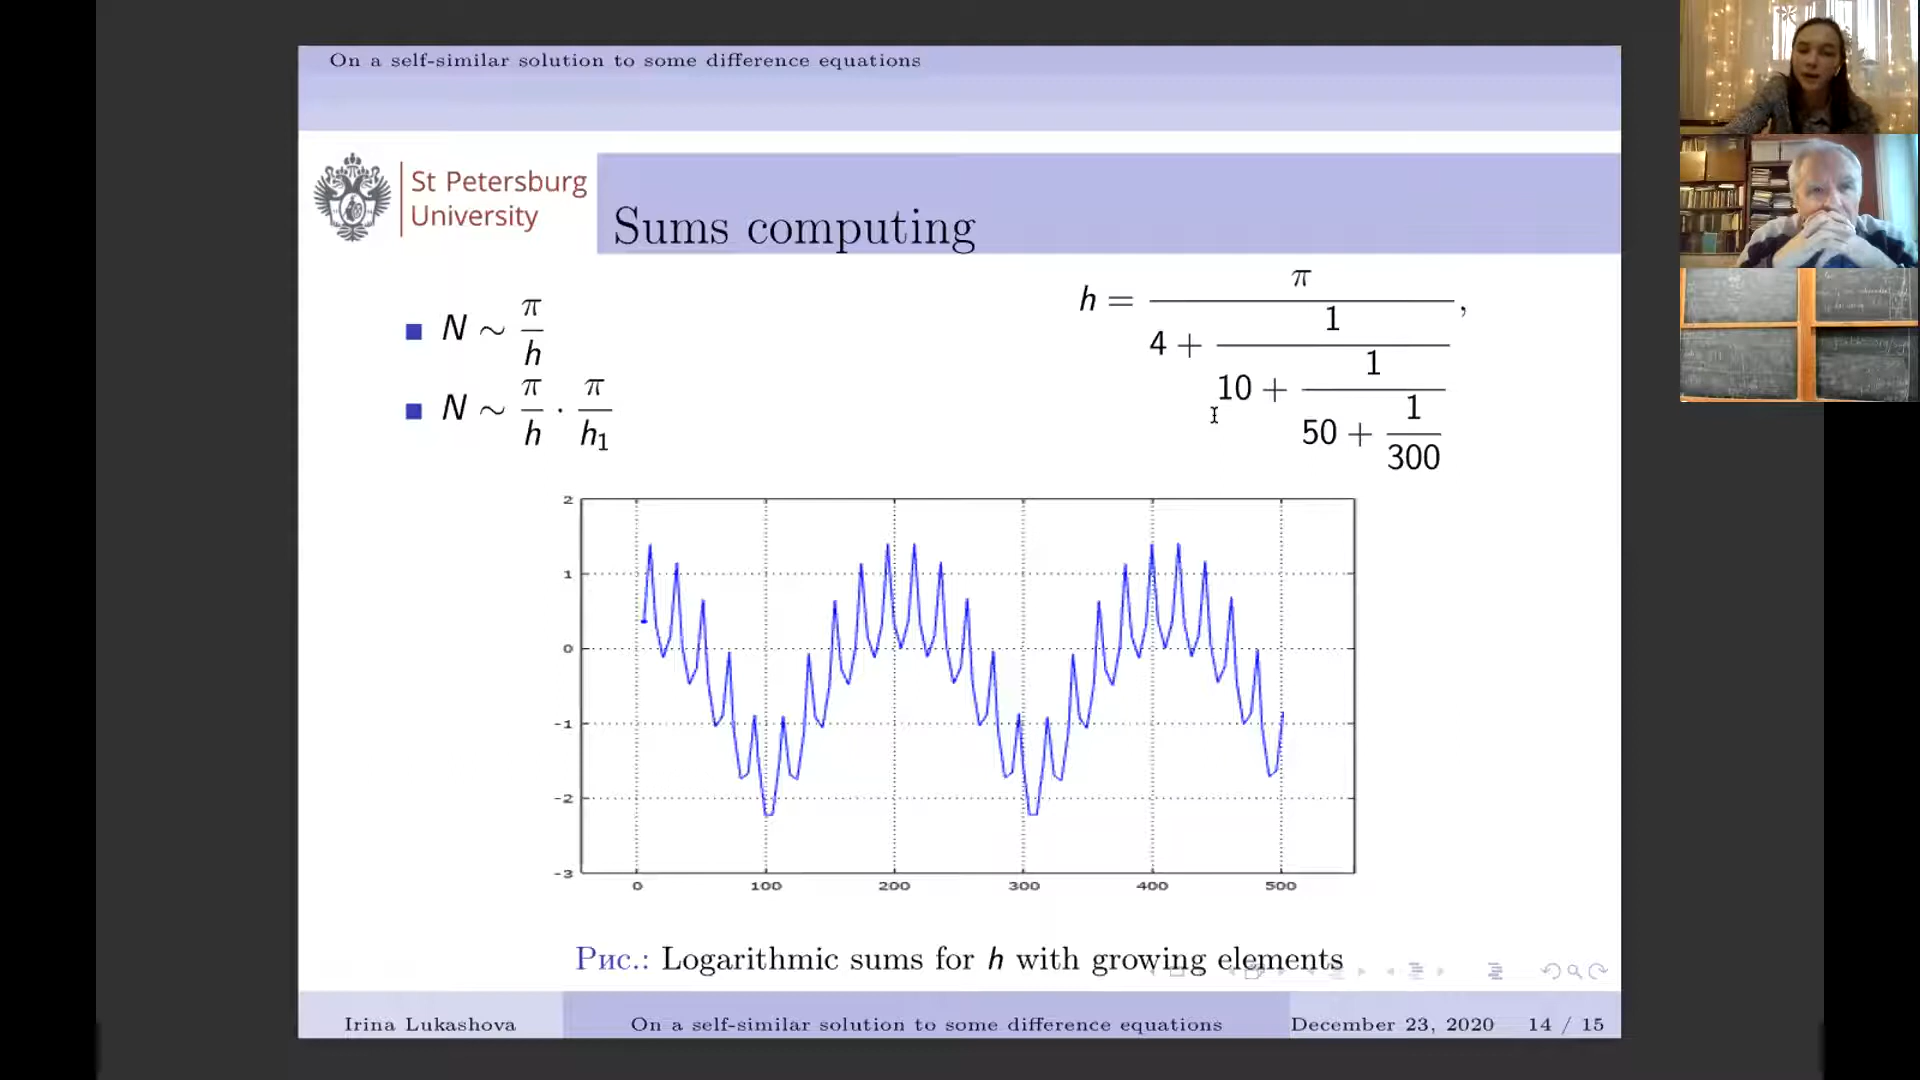 On a self-similar solution to some difference equations
St Petersburg
University
Sums computing
N ∼ π/h
N ∼ π/h · π/h₁
h = π/(4 + 1/(10 + 1/(50 + 1/300))),
2
1
0
-1
-2
-3
0 100 200 300 400 500
Рис.: Logarithmic sums for h with growing elements
Irina Lukashova On a self-similar solution to some difference equations December 23, 2020 14 / 15